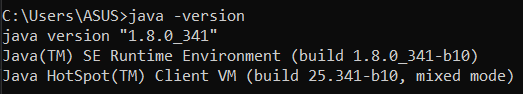 C:\Users\ASUS>java -version
java version "1.8.0_341"
Java(TM) SE Runtime Environment (build 1.8.0_341-b10)
Java HotSpot(TM) Client VM (build 25.341-b10, mixed mode)